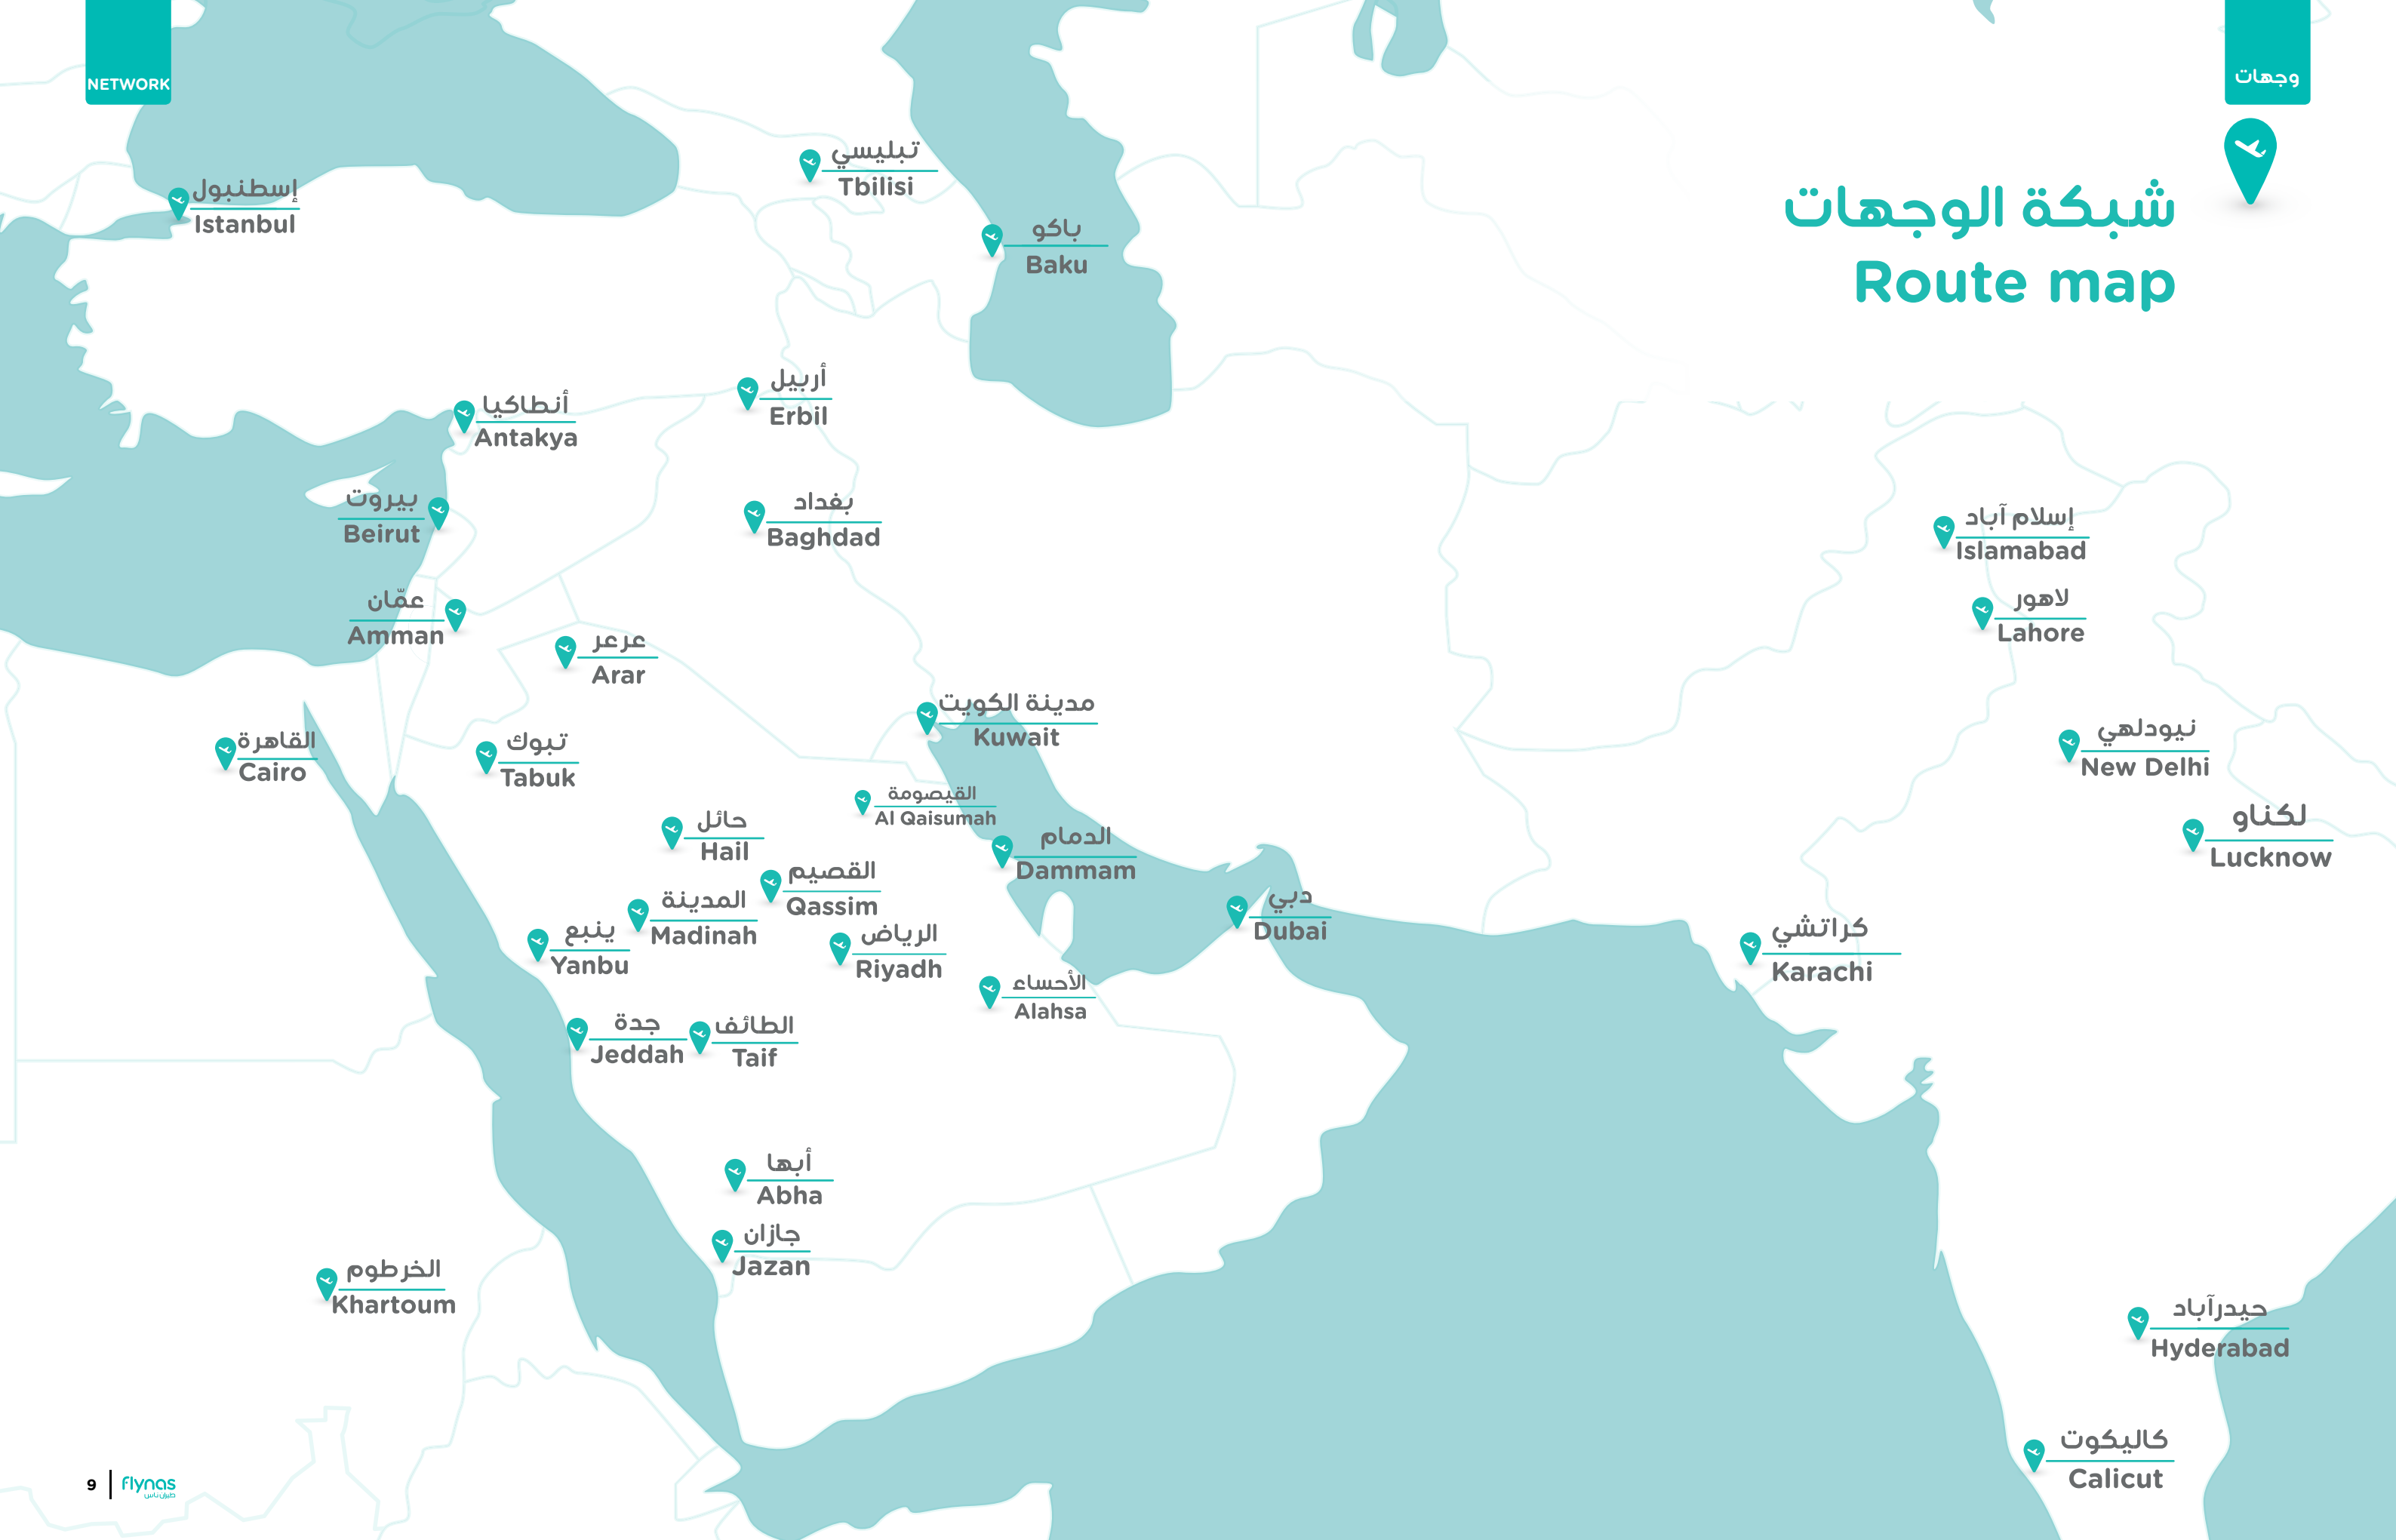 NETWORK
وجهات
شبكة الوجهات
Route map
تبليسي
Tbilisi
إسطنبول
Istanbul
باكو
Baku
أربيل
Erbil
أنطاكيا
Antakya
بيروت
Beirut
بغداد
Baghdad
إسلام آباد
Islamabad
عمّان
Amman
لاهور
Lahore
عرعر
Arar
مدينة الكويت
Kuwait
القاهرة
Cairo
تبوك
Tabuk
نيودلهي
New Delhi
القيصومة
Al Qaisumah
حائل
Hail
الدمام
Dammam
لكناو
Lucknow
القصيم
Qassim
المدينة
Madinah
دبي
Dubai
ينبع
Yanbu
الرياض
Riyadh
كراتشي
Karachi
الأحساء
Alahsa
جدة
Jeddah
الطائف
Taif
أبها
Abha
جازان
Jazan
الخرطوم
Khartoum
حيدرآباد
Hyderabad
كاليكوت
Calicut
9
flynas
طيران ناس